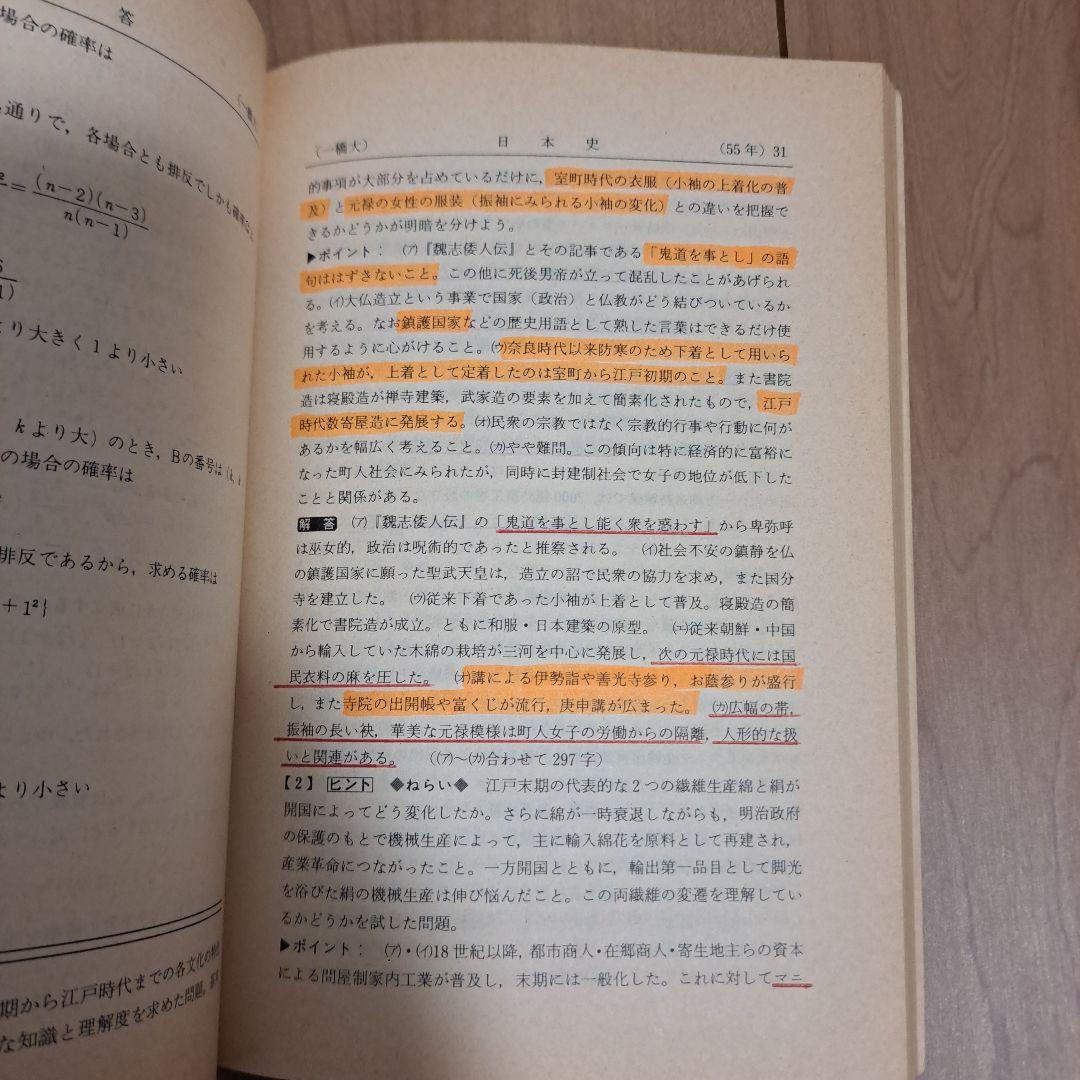 答
場合の確率は
(一橋
通りで，各場合とも排反でしかも確率は
=(n-2)(n-3)/n(n-1)
より大きく1より小さい
kより大）のとき，Bの番号は（k, k
の場合の確率は
排反であるから，求める確率は
+1²}
より小さい
期から江戸時代までの各文化の特色
な知識と理解度を求めた問題。
（一橋大） 日本史 （55年）31
的事項が大部分を占めているだけに，室町時代の衣服（小袖の上着化の普
及）と元禄の女性の服装（振袖にみられる小袖の変化）との違いを把握で
きるかどうかが明暗を分けよう。
▶ポイント： (ア)『魏志倭人伝』とその記事である「鬼道を事とし」の語
句ははずきないこと。この他に死後男帝が立って混乱したことがあげられ
る。(イ)大仏造立という事業で国家（政治）と仏教がどう結びついているか
を考える。なお鎮護国家などの歴史用語として熟した言葉はできるだけ使
用するように心がけること。(ウ)奈良時代以来防寒のため下着として用いら
れた小袖が，上着として定着したのは室町から江戸初期のこと。また書院
造は寝殿造が禅寺建築，武家造の要素を加えて簡素化されたもので，江戸
時代数寄屋造に発展する。(オ)民衆の宗教ではなく宗教的行事や行動に何が
あるかを幅広く考えること。(カ)やや難問。この傾向は特に経済的に富裕に
なった町人社会にみられたが，同時に封建制社会で女子の地位が低下した
ことと関係がある。
解答 (ア)『魏志倭人伝』の「鬼道を事とし能く衆を惑わす」から卑弥呼
は巫女的，政治は呪術的であったと推察される。 (イ)社会不安の鎮静を仏
の鎮護国家に願った聖武天皇は，造立の詔で民衆の協力を求め，また国分
寺を建立した。 (ウ)従来下着であった小袖が上着として普及。寝殿造の簡
素化で書院造が成立。ともに和服・日本建築の原型。 (エ)従来朝鮮・中国
から輸入していた木綿の栽培が三河を中心に発展し，次の元禄時代には国
民衣料の麻を圧した。 (オ)講による伊勢詣や善光寺参り，お蔭参りが盛行
し，また寺院の出開帳や富くじが流行，庚申講が広まった。 (カ)広幅の帯，
振袖の長い袂，華美な元禄模様は町人女子の労働からの隔離，人形的な扱
いと関連がある。 （(ア)〜(カ)合わせて297字）
【2】 ヒント ◆ねらい◆ 江戸末期の代表的な2つの繊維生産綿と絹が
開国によってどう変化したか。さらに綿が一時衰退しながらも，明治政府
の保護のもとで機械生産によって，主に輸入綿花を原料として再建され，
産業革命につながったこと。一方開国とともに，輸出第一品目として脚光
を浴びた絹の機械生産は伸び悩んだこと。この両繊維の変遷を理解してい
るかどうかを試した問題。
▶ポイント： (ア)・(イ)18世紀以降，都市商人・在郷商人・寄生地主らの資本
による問屋制家内工業が普及し，末期には一般化した。これに対してマニ